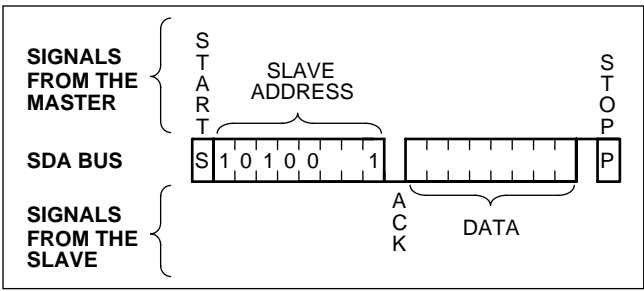 SIGNALS
FROM THE
MASTER
START
SLAVE
ADDRESS
STOP
SDA BUS
S 1 0 1 0 0 1 P
SIGNALS
FROM THE
SLAVE
ACK
DATA